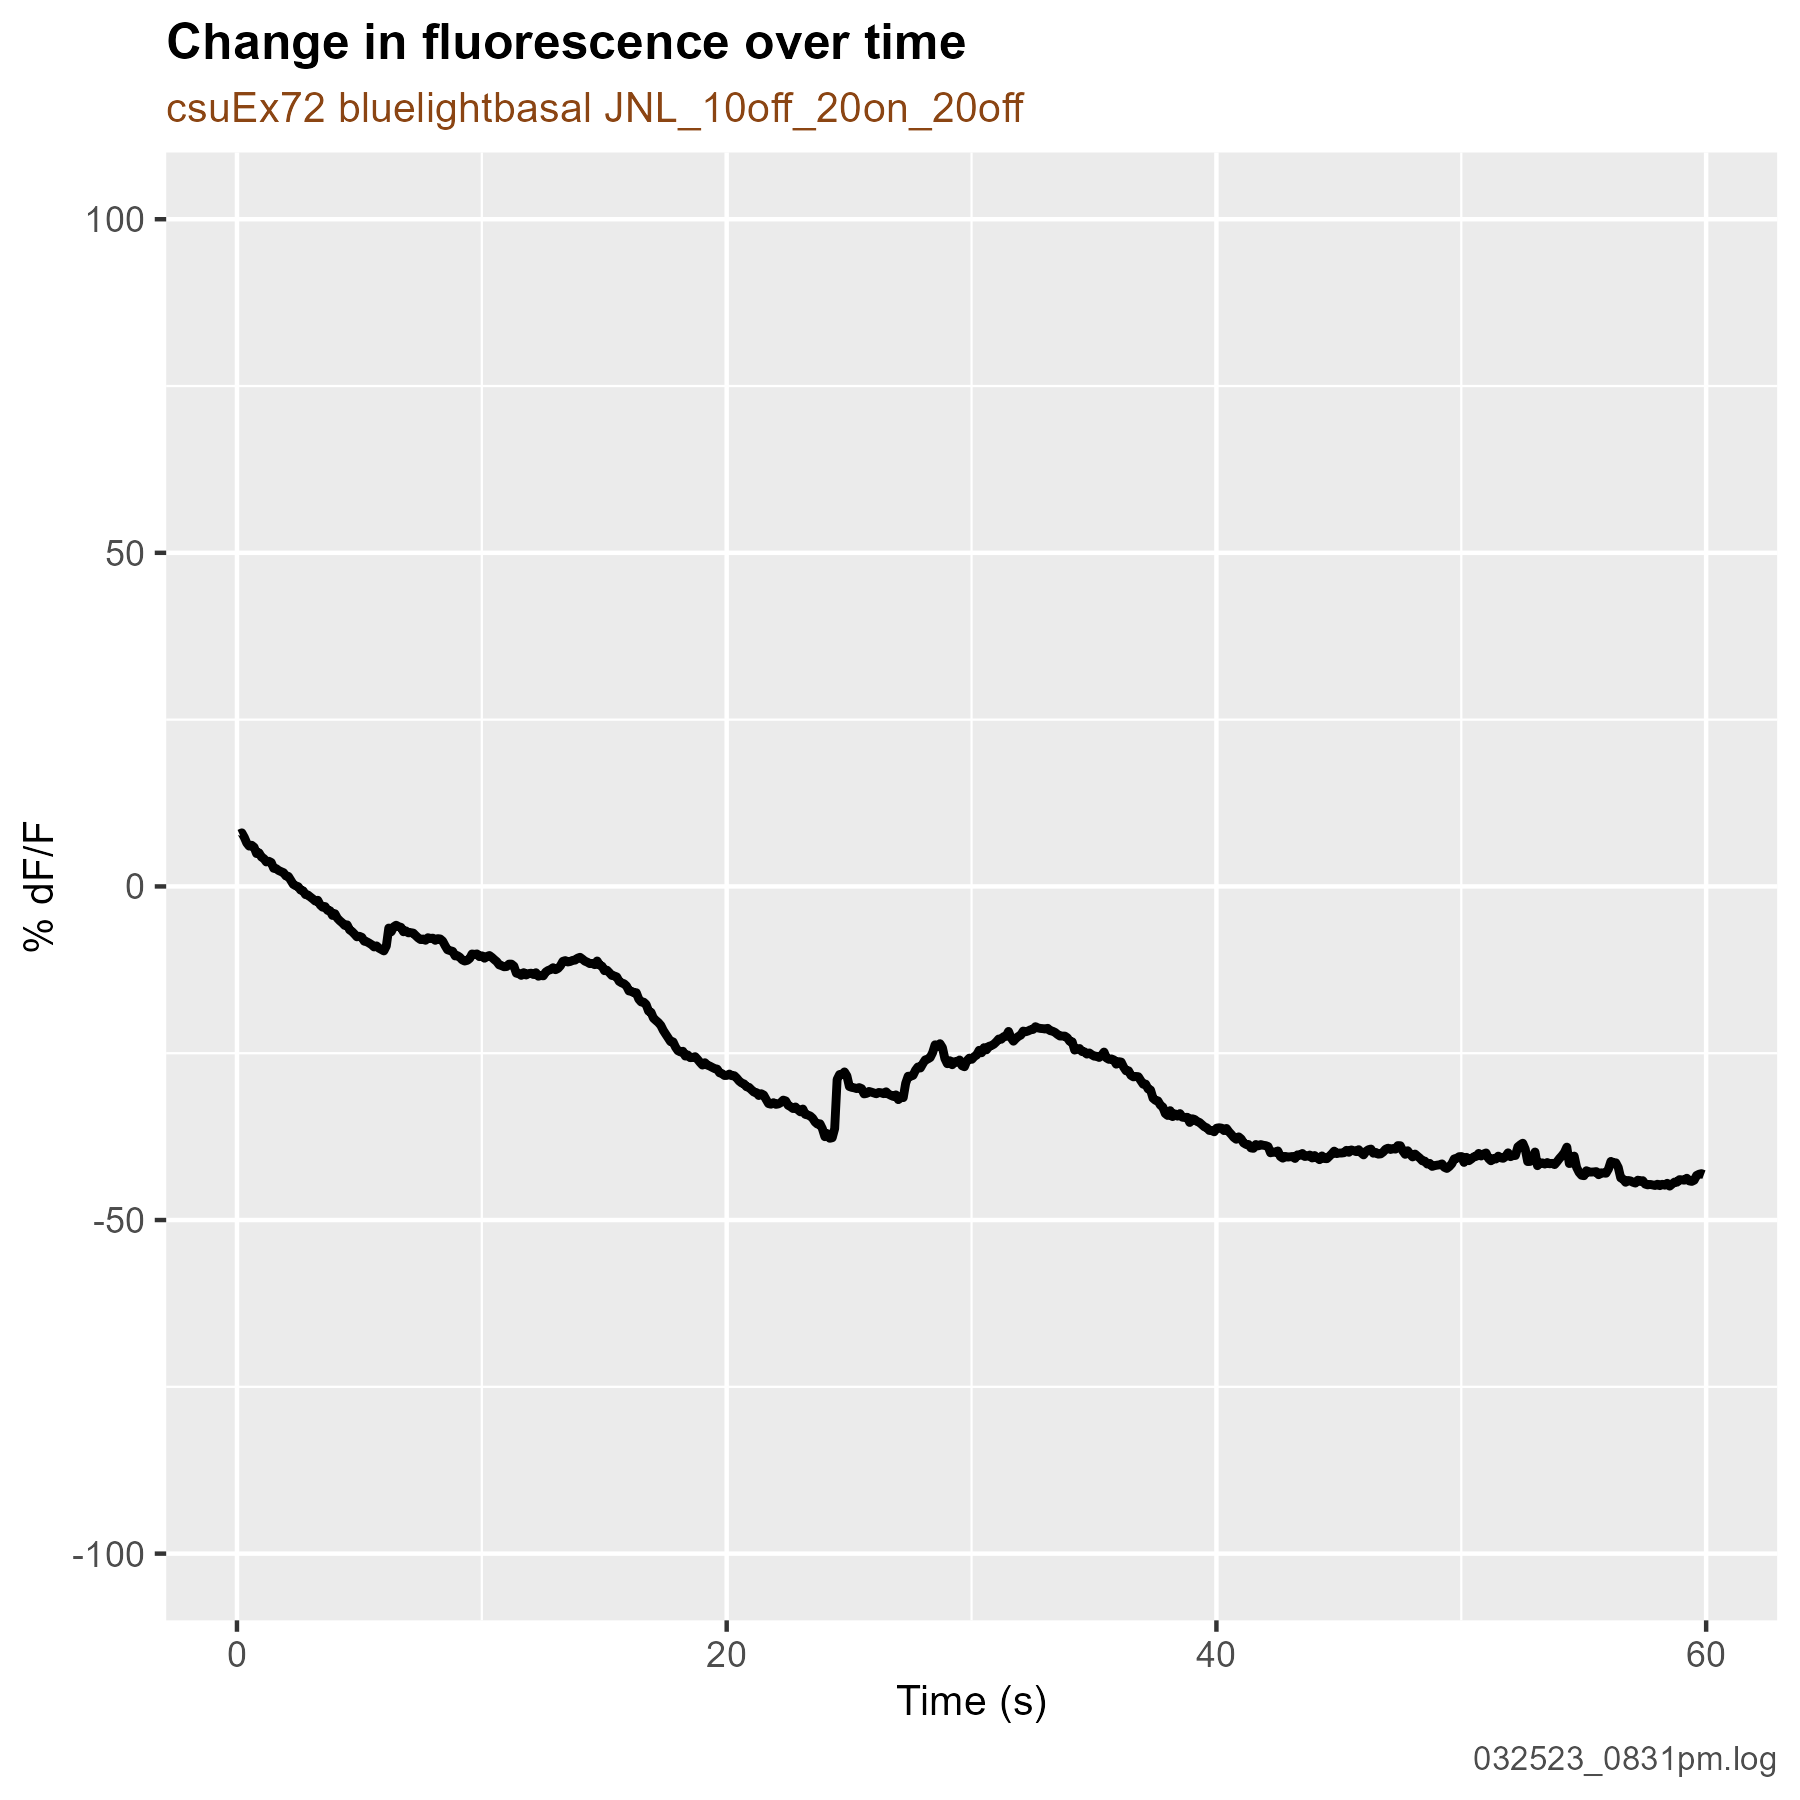 Change in fluorescence over time
csuEx72 bluelightbasal JNL_10off_20on_20off
100
50
0
-50
-100
% dF/F
0 20 40 60
Time (s)
032523_0831pm.log